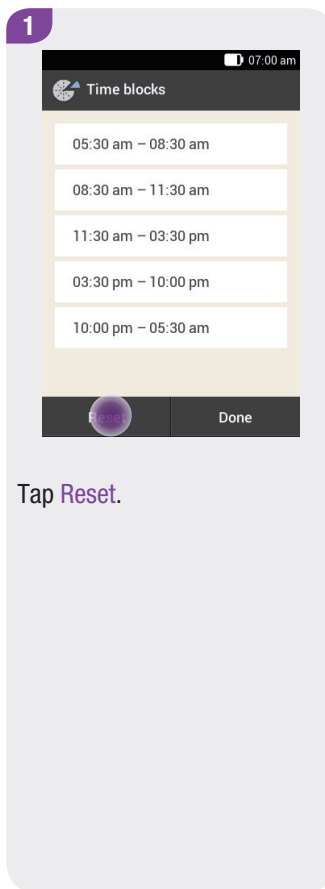 1
07:00 am
Time blocks
05:30 am – 08:30 am
08:30 am – 11:30 am
11:30 am – 03:30 pm
03:30 pm – 10:00 pm
10:00 pm – 05:30 am
Reset Done
Tap Reset.